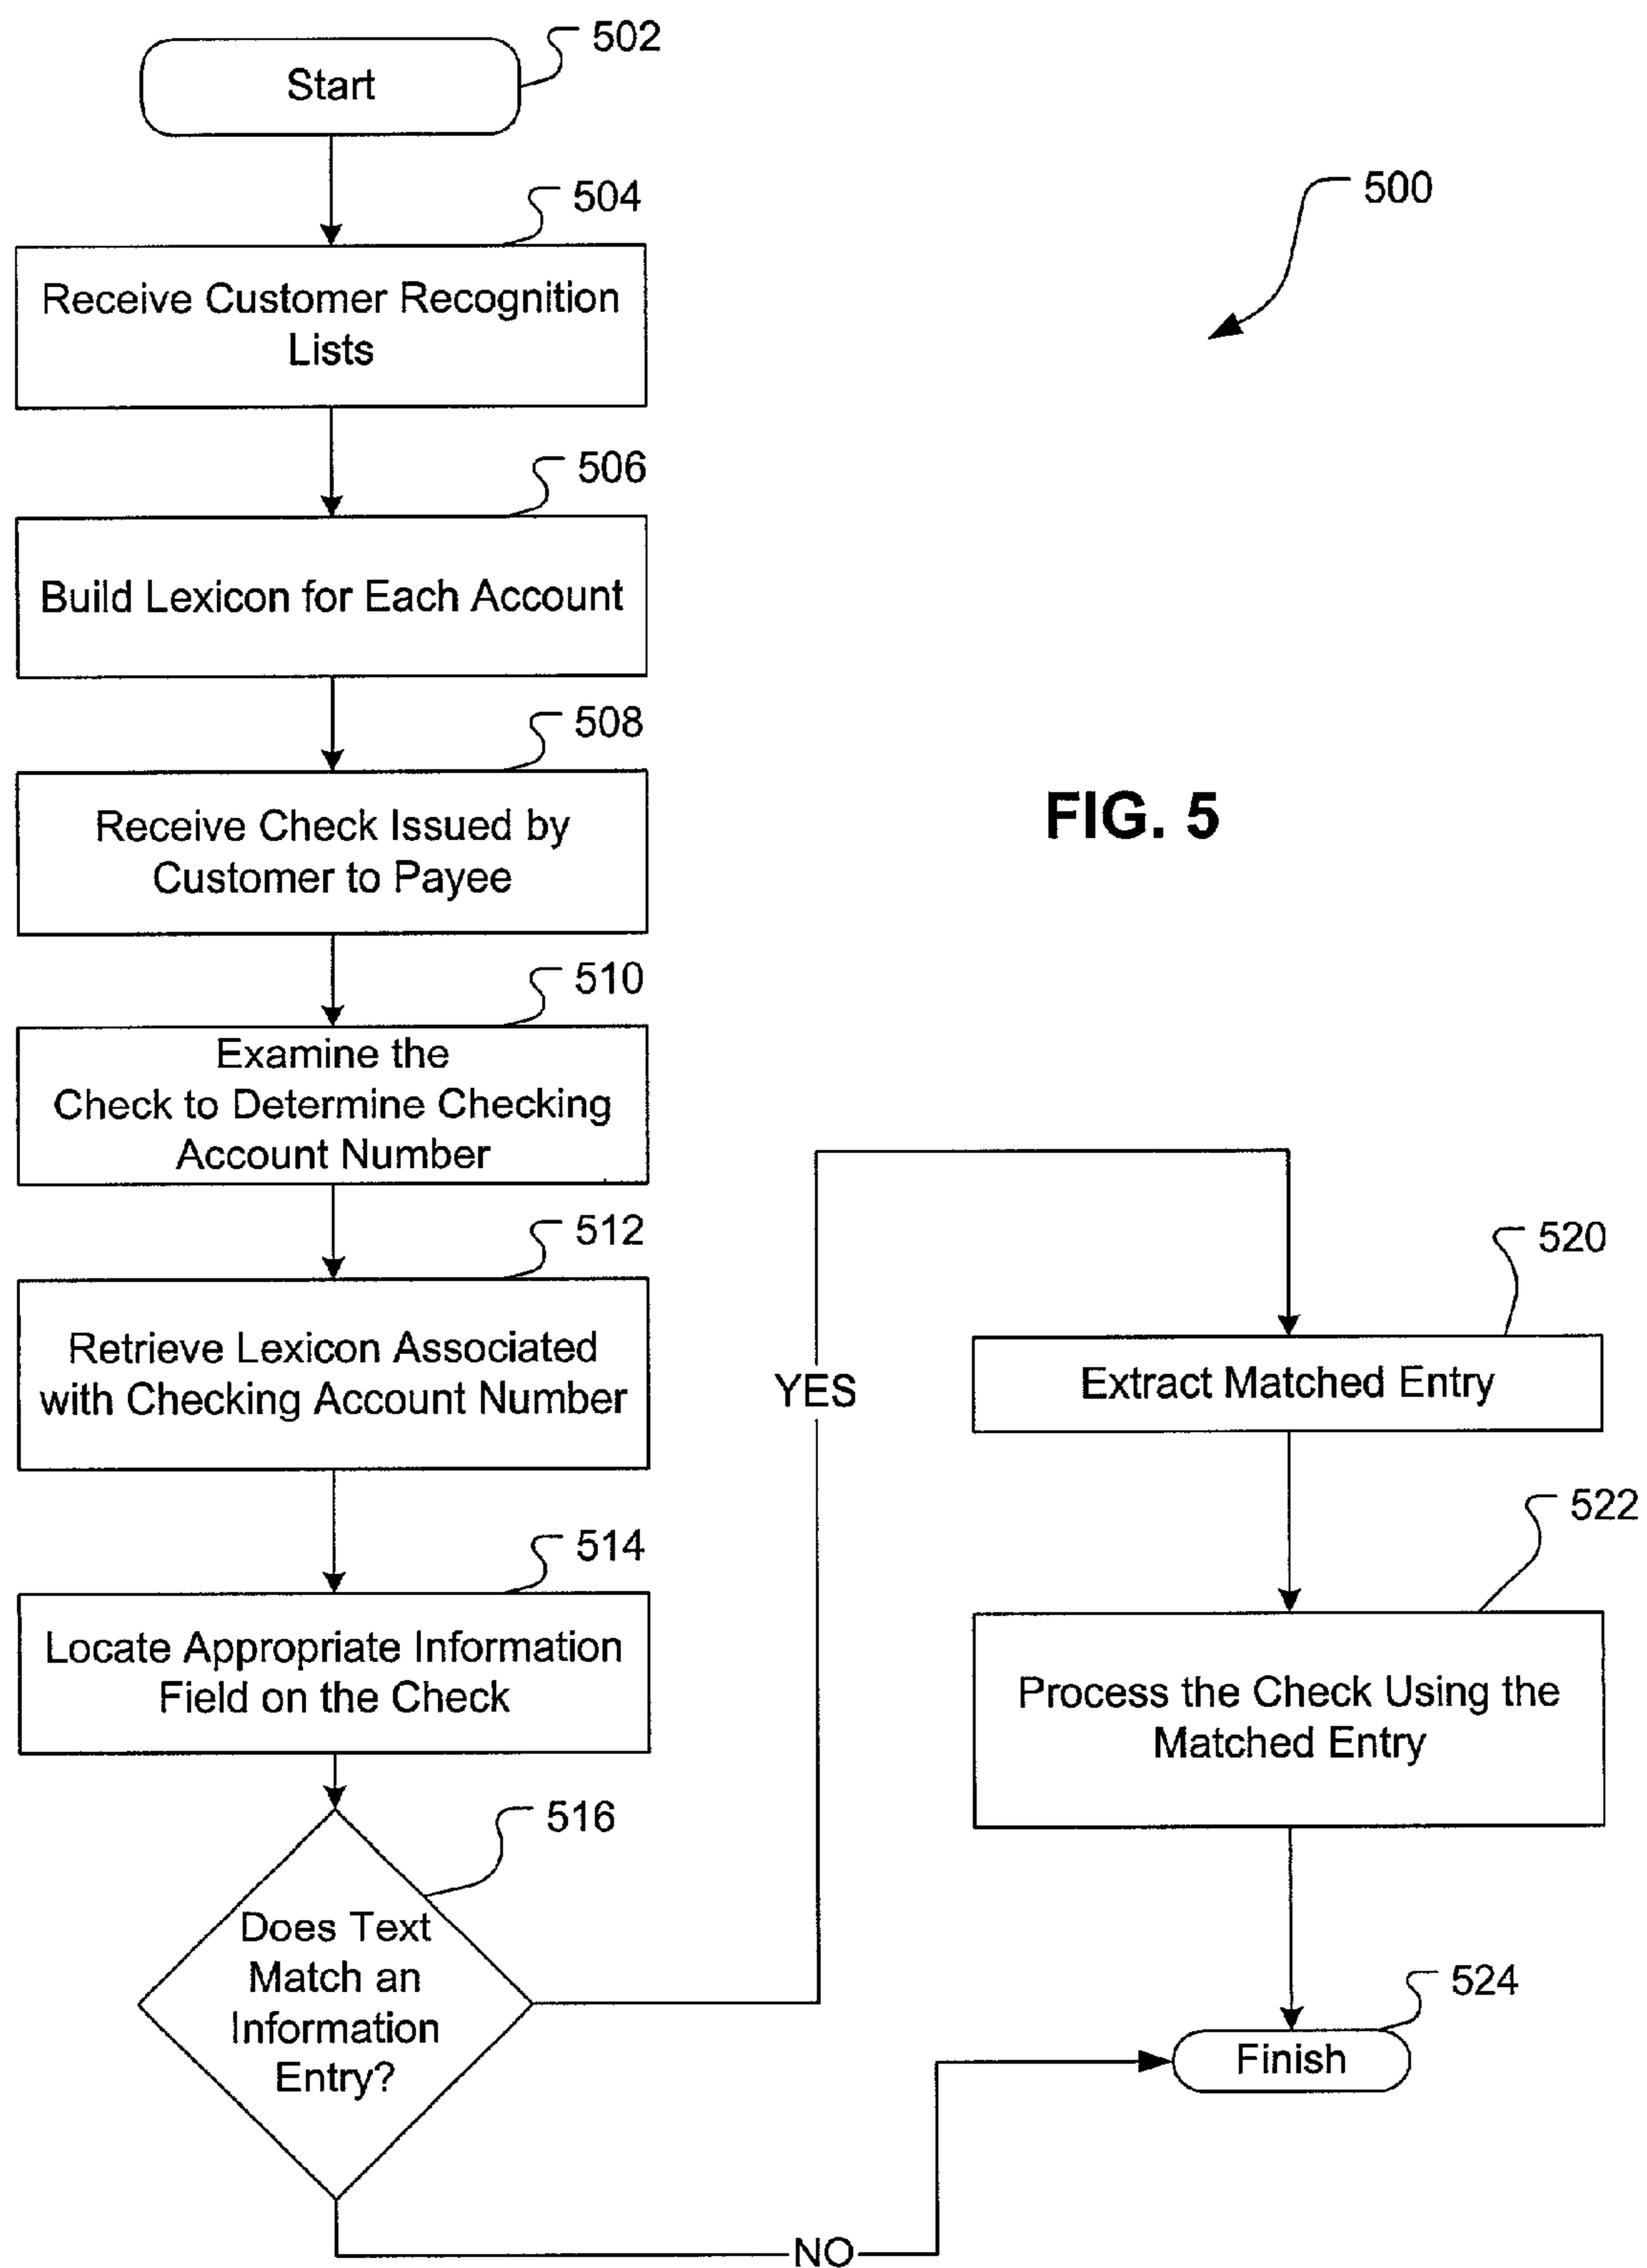 Start
502
500
504
Receive Customer Recognition
Lists
506
Build Lexicon for Each Account
508
Receive Check Issued by
Customer to Payee
FIG. 5
510
Examine the
Check to Determine Checking
Account Number
512
Retrieve Lexicon Associated
with Checking Account Number
514
Locate Appropriate Information
Field on the Check
516
Does Text
Match an
Information
Entry?
YES
NO
520
Extract Matched Entry
522
Process the Check Using the
Matched Entry
524
Finish